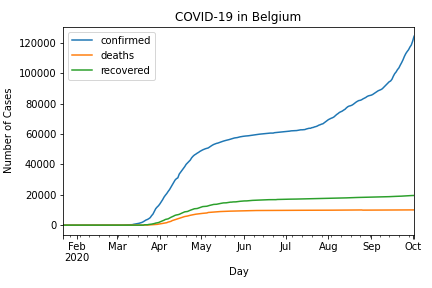 COVID-19 in Belgium
confirmed
deaths
recovered
Number of Cases
120000
100000
80000
60000
40000
20000
0
Feb Mar Apr May Jun Jul Aug Sep Oct
2020
Day